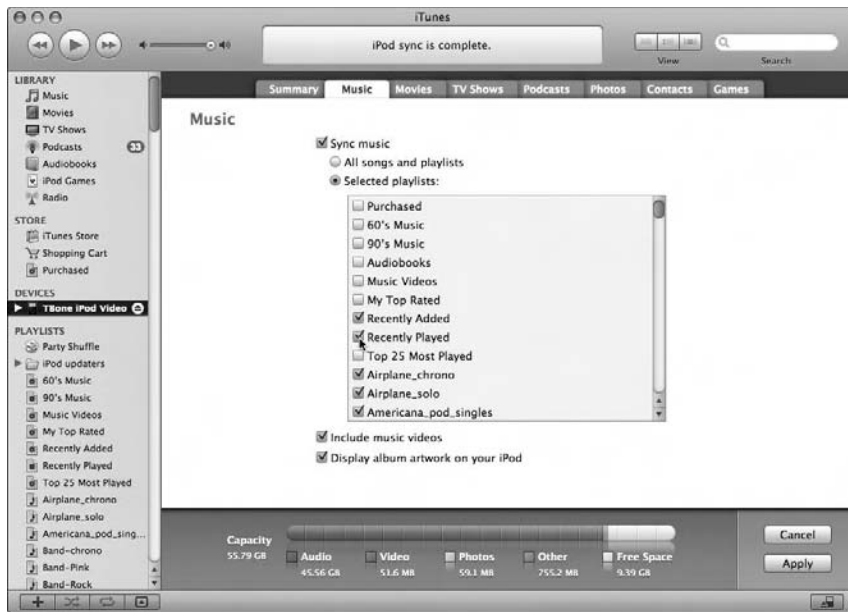 iTunes
iPod sync is complete.
View
Search
LIBRARY
Music
Movies
TV Shows
Podcasts 33
Audiobooks
iPod Games
Radio
STORE
iTunes Store
Shopping Cart
Purchased
DEVICES
TBone iPod Video
PLAYLISTS
Party Shuffle
iPod updaters
60's Music
90's Music
Music Videos
My Top Rated
Recently Added
Recently Played
Top 25 Most Played
Airplane_chrono
Airplane_solo
Americana_pod_sing...
Band-chrono
Band-Pink
Band-Rock
Summary Music Movies TV Shows Podcasts Photos Contacts Games
Music
Sync music
All songs and playlists
Selected playlists:
Purchased
60's Music
90's Music
Audiobooks
Music Videos
My Top Rated
Recently Added
Recently Played
Top 25 Most Played
Airplane_chrono
Airplane_solo
Americana_pod_singles
Include music videos
Display album artwork on your iPod
Capacity
55.79 GB
Audio
45.56 GB
Video
51.6 MB
Photos
59.1 MB
Other
755.2 MB
Free Space
9.39 GB
Cancel
Apply